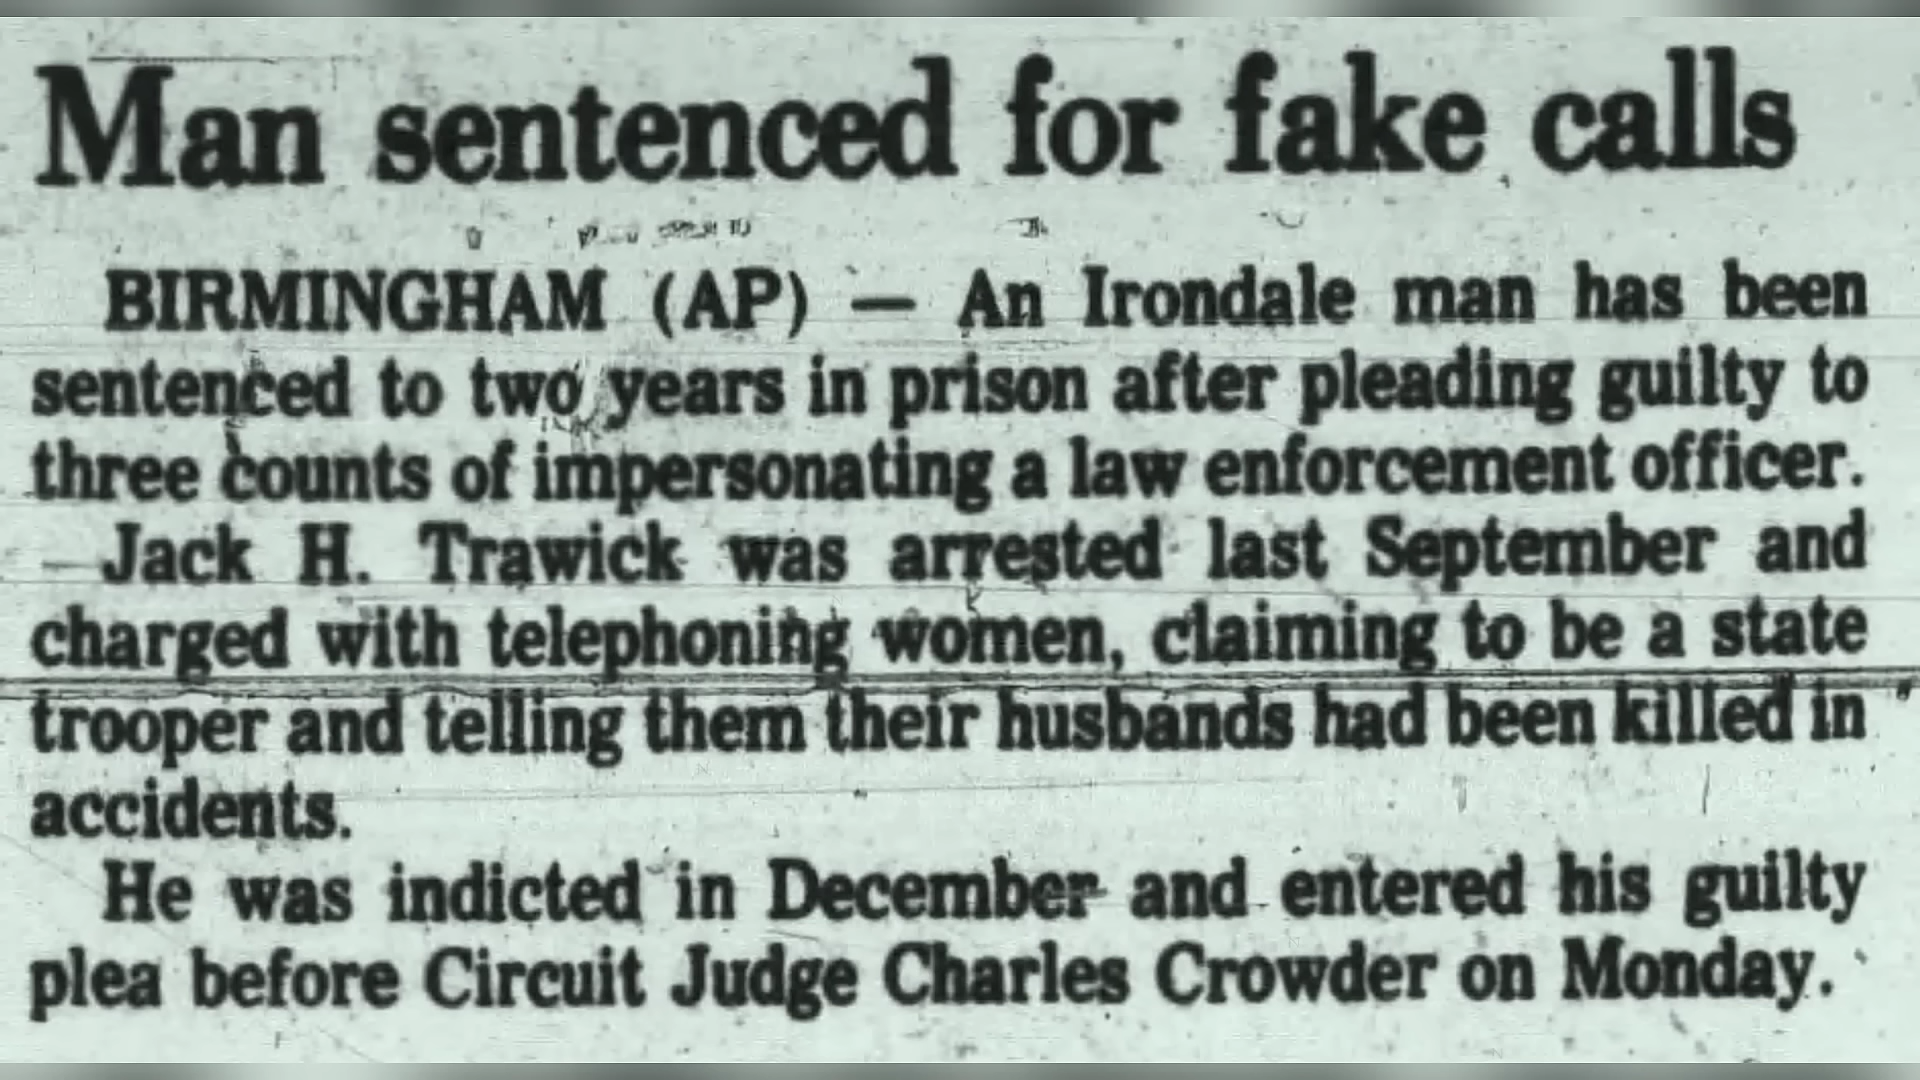 Man sentenced for fake calls
BIRMINGHAM (AP) — An Irondale man has been
sentenced to two years in prison after pleading guilty to
three counts of impersonating a law enforcement officer.
Jack H. Trawick was arrested last September and
charged with telephoning women, claiming to be a state
trooper and telling them their husbands had been killed in
accidents.
He was indicted in December and entered his guilty
plea before Circuit Judge Charles Crowder on Monday.